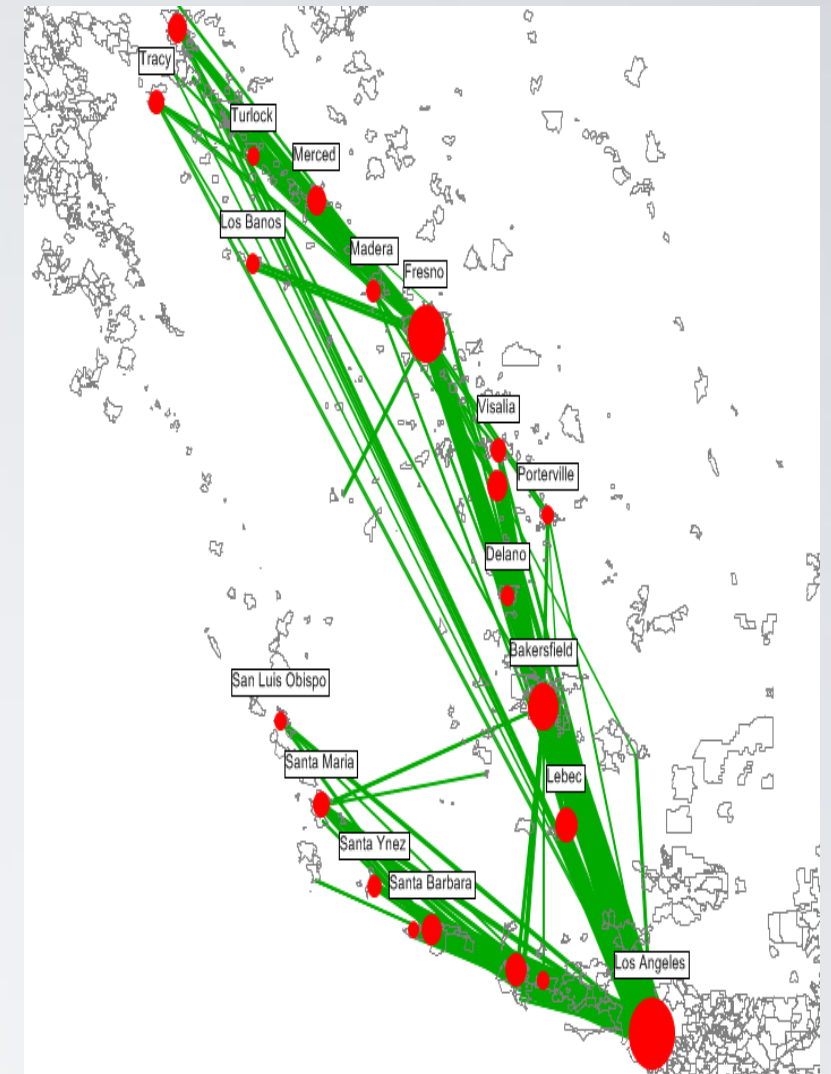 Tracy
Turlock
Merced
Los Banos
Madera
Fresno
Visalia
Porterville
Delano
Bakersfield
San Luis Obispo
Santa Maria
Lebec
Santa Ynez
Santa Barbara
Los Angeles